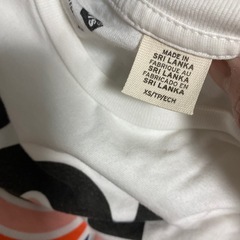 MADE IN
SRI LANKA
FABRIQUÉ AU
SRI LANKA
FABRICADO EN
SRI LANKA
XS/TP/ECH